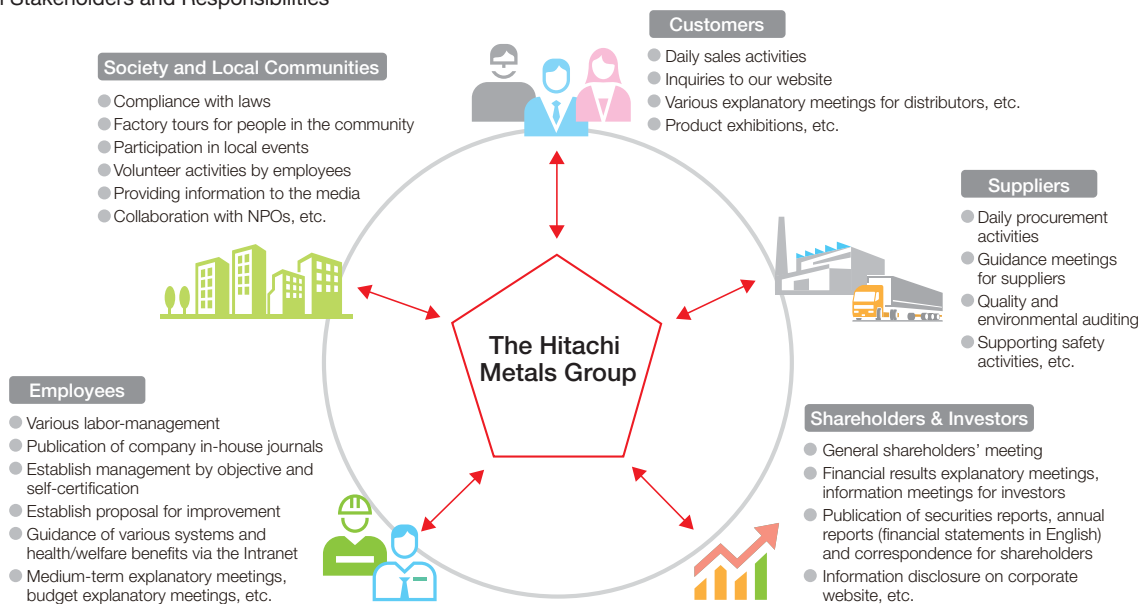 Stakeholders and Responsibilities
Customers
Daily sales activities
Inquiries to our website
Various explanatory meetings for distributors, etc.
Product exhibitions, etc.
Society and Local Communities
Compliance with laws
Factory tours for people in the community
Participation in local events
Volunteer activities by employees
Providing information to the media
Collaboration with NPOs, etc.
Suppliers
Daily procurement
activities
Guidance meetings
for suppliers
Quality and
environmental auditing
Supporting safety
activities, etc.
The Hitachi
Metals Group
Employees
Various labor-management
Publication of company in-house journals
Establish management by objective and
self-certification
Establish proposal for improvement
Guidance of various systems and
health/welfare benefits via the Intranet
Medium-term explanatory meetings,
budget explanatory meetings, etc.
Shareholders & Investors
General shareholders’ meeting
Financial results explanatory meetings,
information meetings for investors
Publication of securities reports, annual
reports (financial statements in English)
and correspondence for shareholders
Information disclosure on corporate
website, etc.